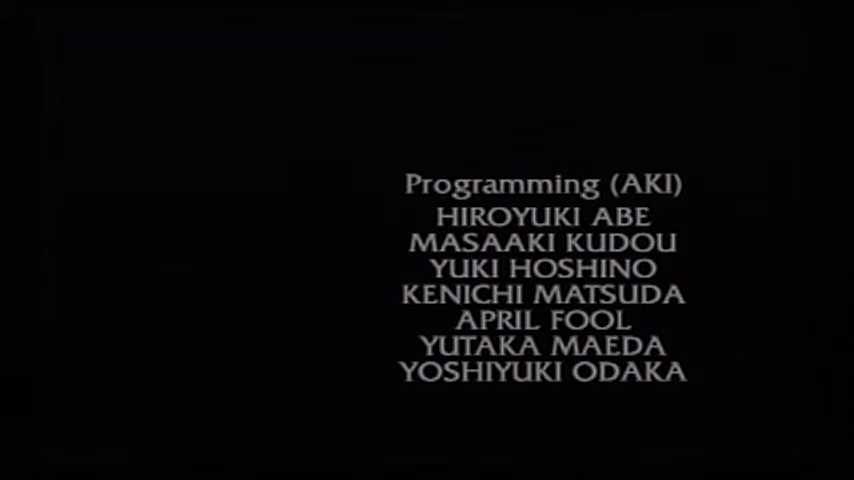 Programming (AKI)
HIROYUKI ABE
MASAAKI KUDOU
YUKI HOSHINO
KENICHI MATSUDA
APRIL FOOL
YUTAKA MAEDA
YOSHIYUKI ODAKA